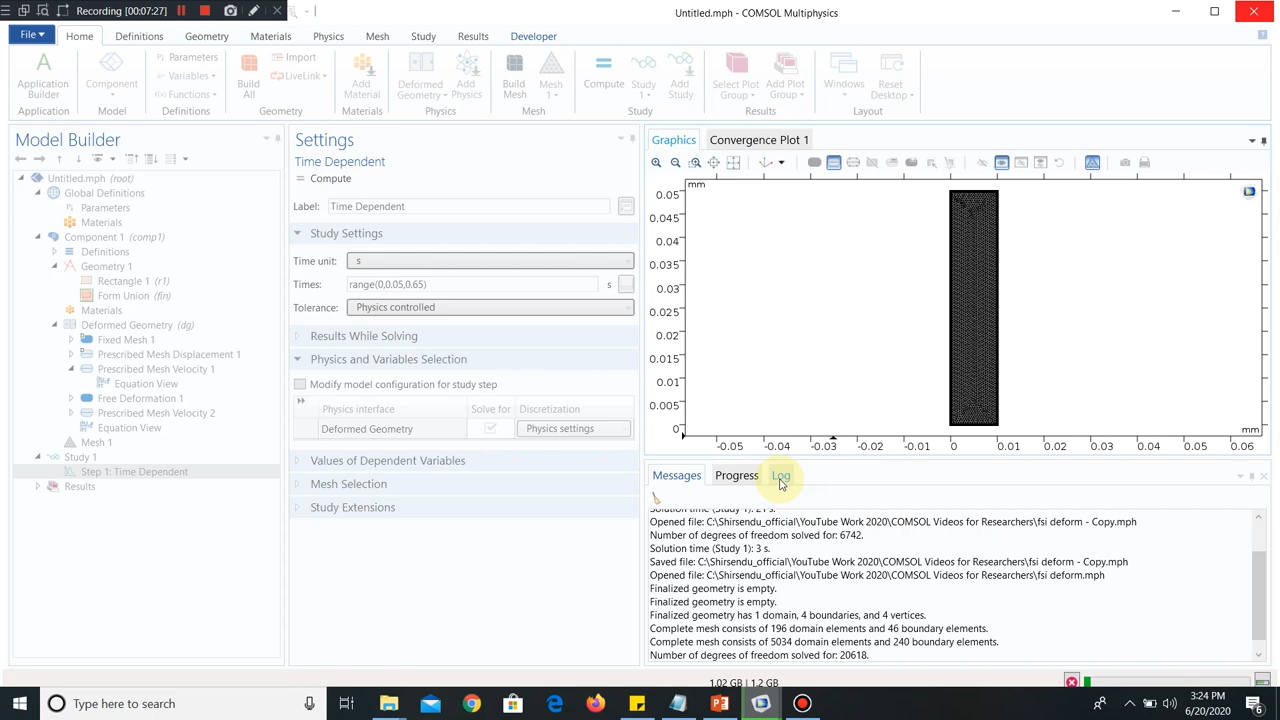 Recording [00:07:27]
Untitled.mph - COMSOL Multiphysics
File Home Definitions Geometry Materials Physics Mesh Study Results Developer
Application Builder
Application
Component
Model
Parameters
Variables
f(x) Functions
Definitions
Build All
Import
LiveLink
Geometry
Add Material
Materials
Deformed Geometry
Add Physics
Physics
Build Mesh
Mesh 1
Mesh
Compute
Study 1
Add Study
Study
Select Plot Group
Add Plot Group
Results
Windows
Reset Desktop
Layout
Model Builder
Untitled.mph (root)
Global Definitions
Pi Parameters
Materials
Component 1 (comp1)
Definitions
Geometry 1
Rectangle 1 (r1)
Form Union (fin)
Materials
Deformed Geometry (dg)
Fixed Mesh 1
Prescribed Mesh Displacement 1
Prescribed Mesh Velocity 1
Equation View
Free Deformation 1
Prescribed Mesh Velocity 2
Equation View
Mesh 1
Study 1
Step 1: Time Dependent
Results
Settings
Time Dependent
= Compute
Label: Time Dependent
Study Settings
Time unit: s
Times: range(0,0.05,0.65) s
Tolerance: Physics controlled
Results While Solving
Physics and Variables Selection
Modify model configuration for study step
Physics interface Solve for Discretization
Deformed Geometry Physics settings
Values of Dependent Variables
Mesh Selection
Study Extensions
Graphics Convergence Plot 1
mm
0.05
0.045
0.04
0.035
0.03
0.025
0.02
0.015
0.01
0.005
0
mm
-0.05 -0.04 -0.03 -0.02 -0.01 0 0.01 0.02 0.03 0.04 0.05 0.06
Messages Progress Log
Solution time (Study 1): 21 s.
Opened file: C:\Shirsendu_official\YouTube Work 2020\COMSOL Videos for Researchers\fsi deform - Copy.mph
Number of degrees of freedom solved for: 6742.
Solution time (Study 1): 3 s.
Saved file: C:\Shirsendu_official\YouTube Work 2020\COMSOL Videos for Researchers\fsi deform - Copy.mph
Opened file: C:\Shirsendu_official\YouTube Work 2020\COMSOL Videos for Researchers\fsi deform.mph
Finalized geometry is empty.
Finalized geometry is empty.
Finalized geometry has 1 domain, 4 boundaries, and 4 vertices.
Complete mesh consists of 196 domain elements and 46 boundary elements.
Complete mesh consists of 5034 domain elements and 240 boundary elements.
Number of degrees of freedom solved for: 20618.
1.02 GB | 1.2 GB
Type here to search
3:24 PM
6/20/2020
6